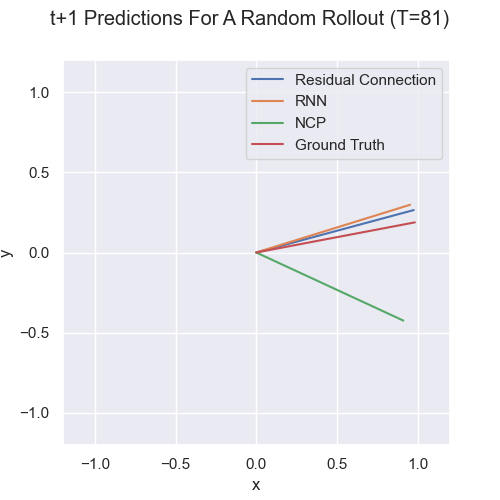 t+1 Predictions For A Random Rollout (T=81)
Residual Connection
RNN
NCP
Ground Truth
1.0
0.5
0.0
−0.5
−1.0
y
−1.0 −0.5 0.0 0.5 1.0
x